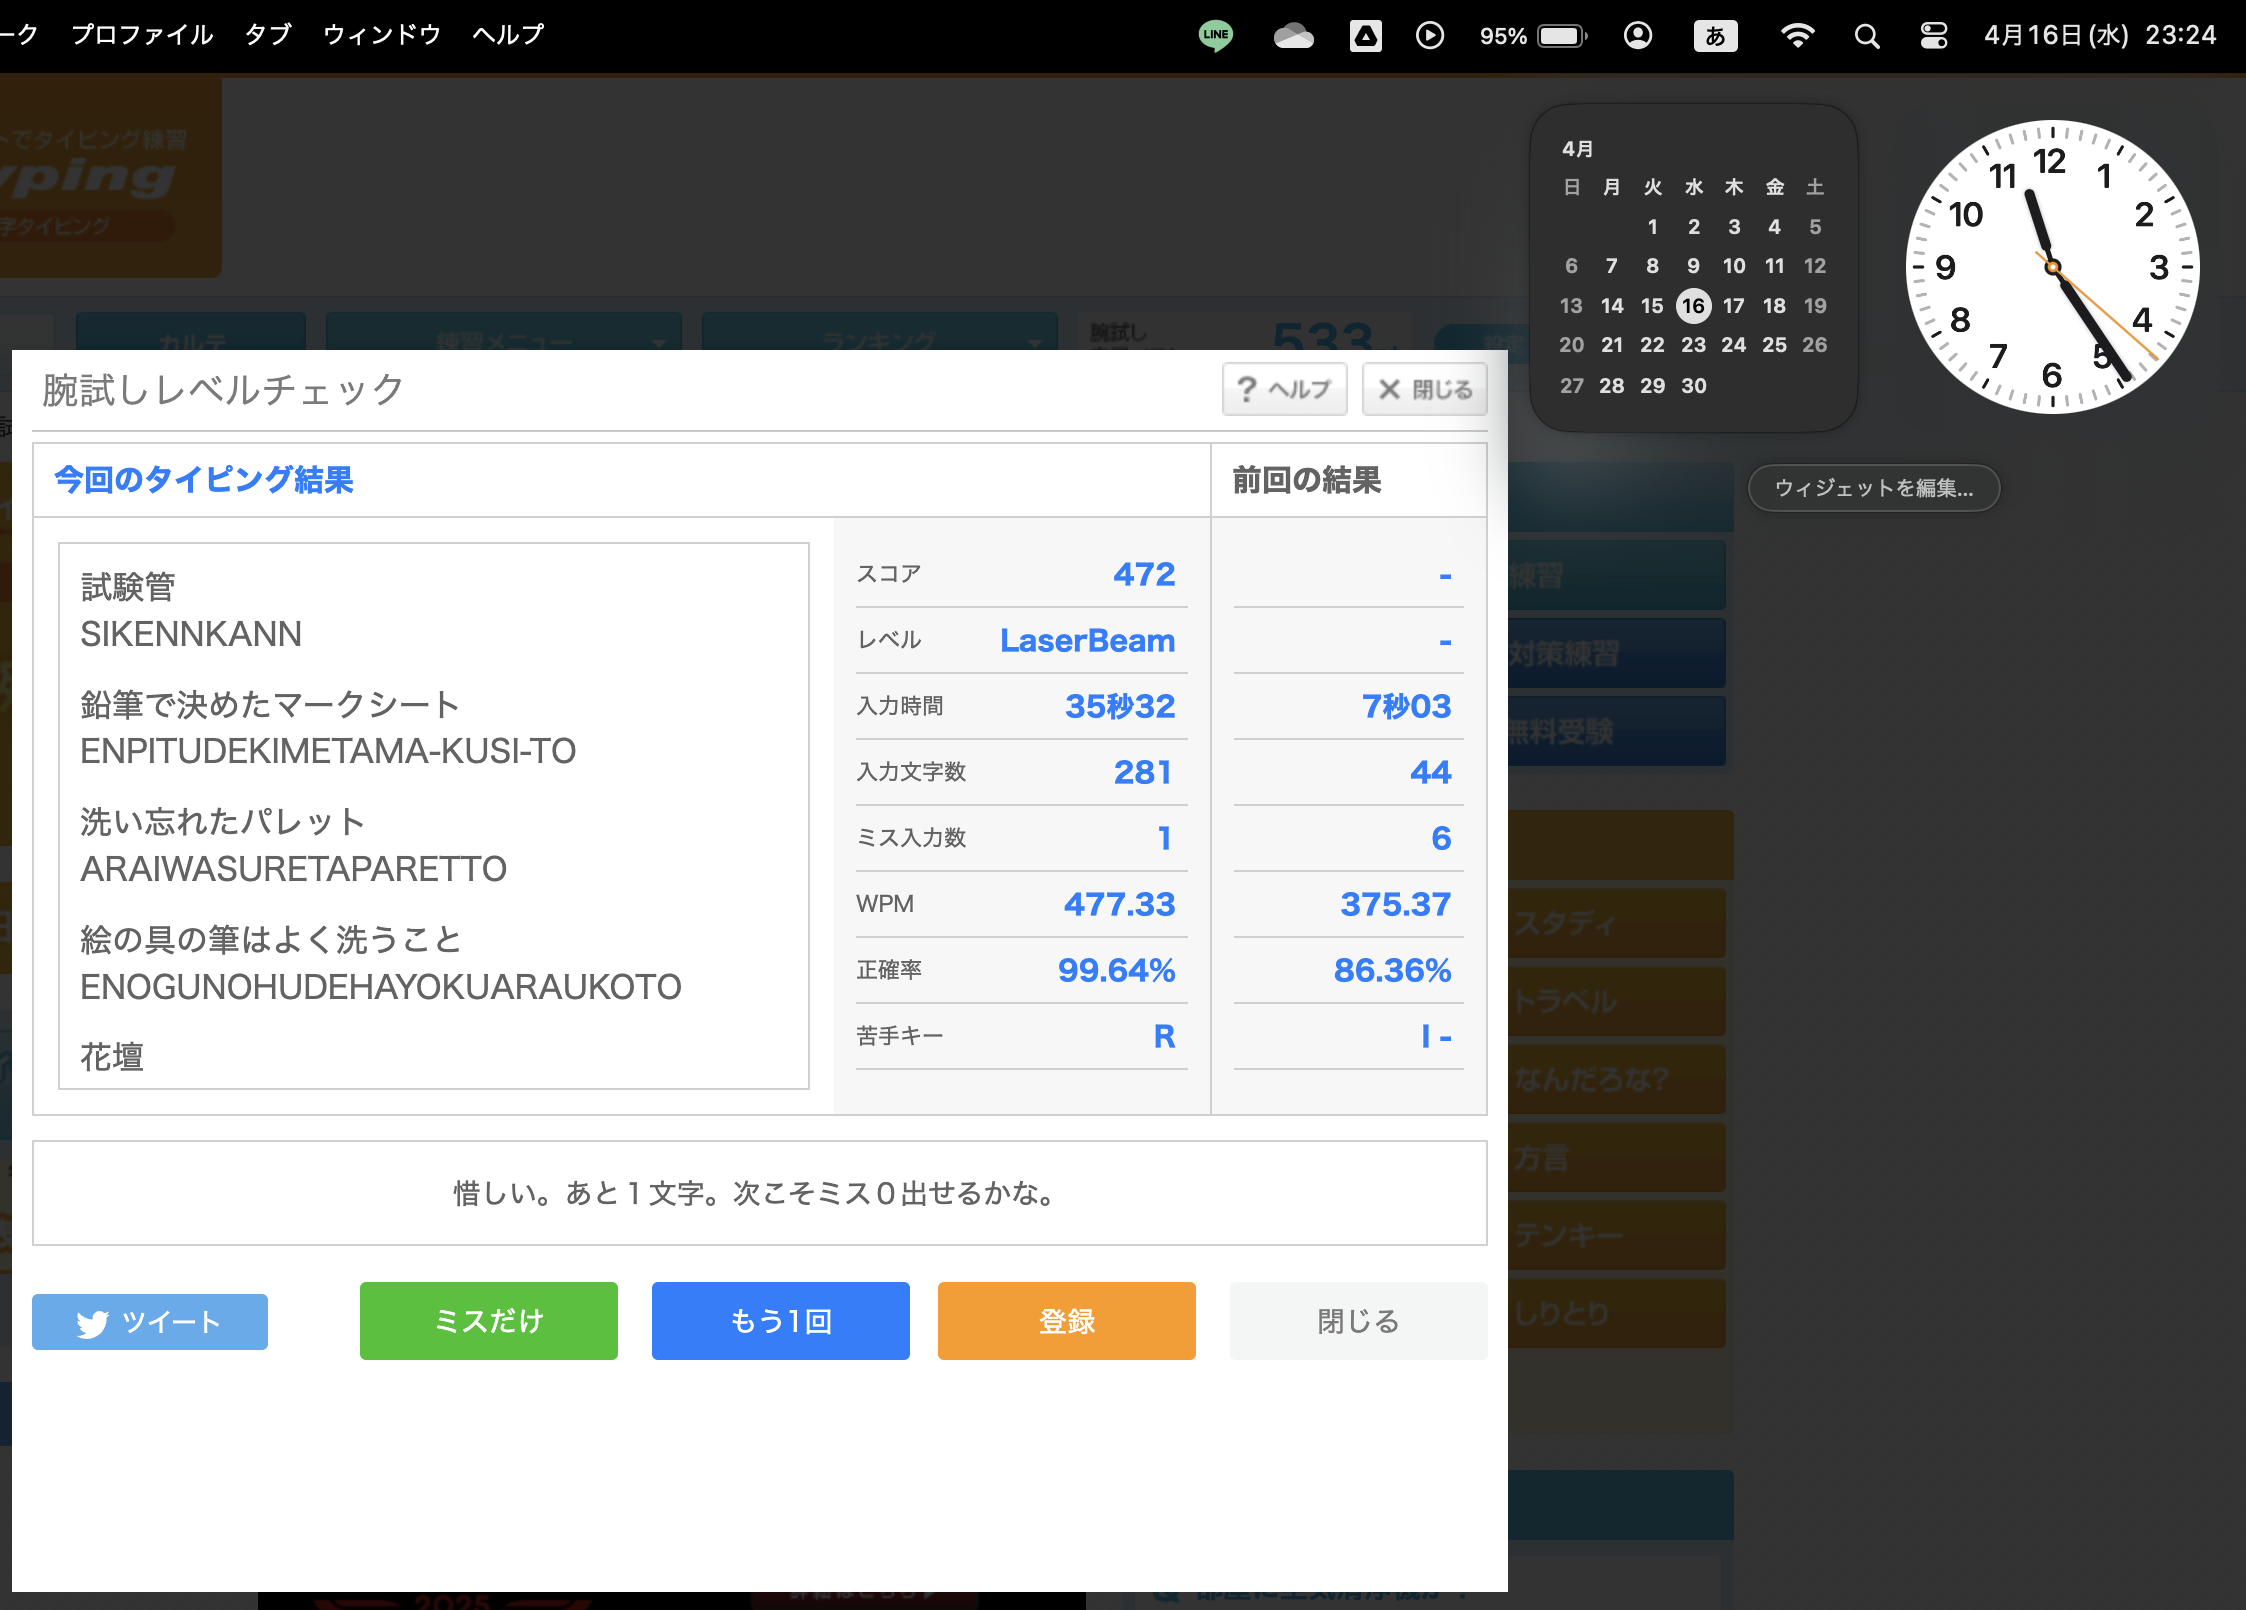 ーク プロファイル タブ ウィンドウ ヘルプ LINE 95% あ 4月16日(水) 23:24
トでタイピング練習
yping
字タイピング
4月
日 月 火 水 木 金 土
1 2 3 4 5
6 7 8 9 10 11 12
13 14 15 16 17 18 19
20 21 22 23 24 25 26
27 28 29 30
12 1 2 3 4 5 6 7 8 9 10 11
ウィジェットを編集...
カルテ 練習メニュー ランキング 腕試し 533 設定
腕試しレベルチェック ? ヘルプ × 閉じる
今回のタイピング結果 前回の結果
試験管
SIKENNKANN
鉛筆で決めたマークシート
ENPITUDEKIMETAMA-KUSI-TO
洗い忘れたパレット
ARAIWASURETAPARETTO
絵の具の筆はよく洗うこと
ENOGUNOHUDEHAYOKUARAUKOTO
花壇
スコア 472 -
レベル LaserBeam -
入力時間 35秒32 7秒03
入力文字数 281 44
ミス入力数 1 6
WPM 477.33 375.37
正確率 99.64% 86.36%
苦手キー R I -
惜しい。あと１文字。次こそミス０出せるかな。
ツイート ミスだけ もう1回 登録 閉じる
練習
対策練習
無料受験
スタディ
トラベル
なんだろな?
方言
テンキー
しりとり
2025